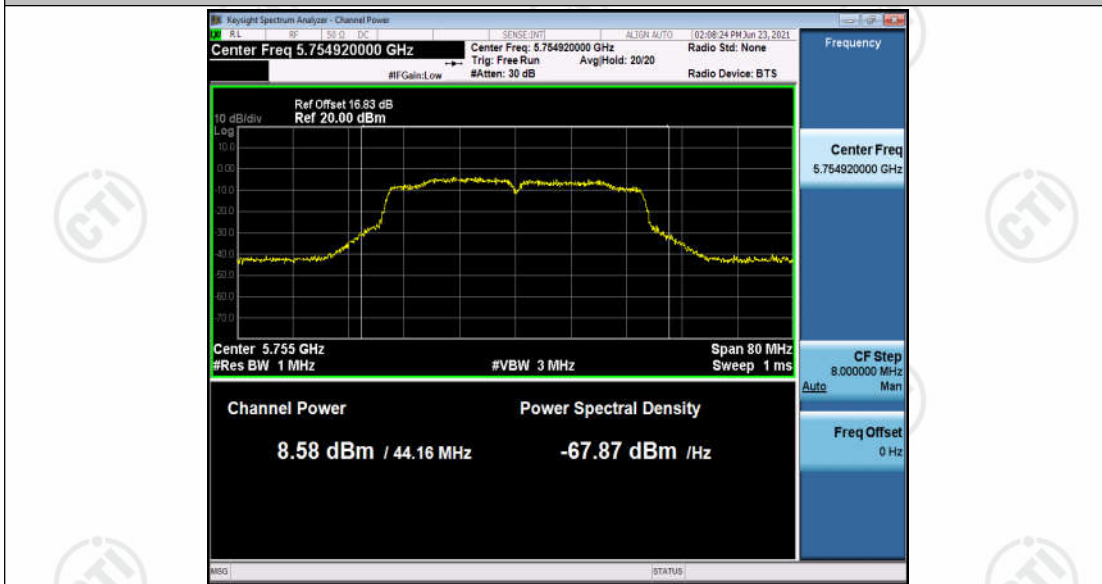 Keysight Spectrum Analyzer - Channel Power
LXI RL RF 50 Ω DC SENSE:INT ALIGN AUTO 02:08:24 PM Jun 23, 2021
Center Freq 5.754920000 GHz
Center Freq: 5.754920000 GHz
Radio Std: None
Trig: Free Run Avg|Hold: 20/20
#IFGain:Low #Atten: 30 dB Radio Device: BTS
Frequency
Ref Offset 16.83 dB
10 dB/div Ref 20.00 dBm
Log
10.0
0.00
-10.0
-20.0
-30.0
-40.0
-50.0
-60.0
-70.0
Center Freq
5.754920000 GHz
Center 5.755 GHz Span 80 MHz
#Res BW 1 MHz #VBW 3 MHz Sweep 1 ms
CF Step
8.000000 MHz
Auto Man
Channel Power Power Spectral Density
8.58 dBm / 44.16 MHz -67.87 dBm /Hz
Freq Offset
0 Hz
MSG STATUS
CTI
CTI
CTI
CTI